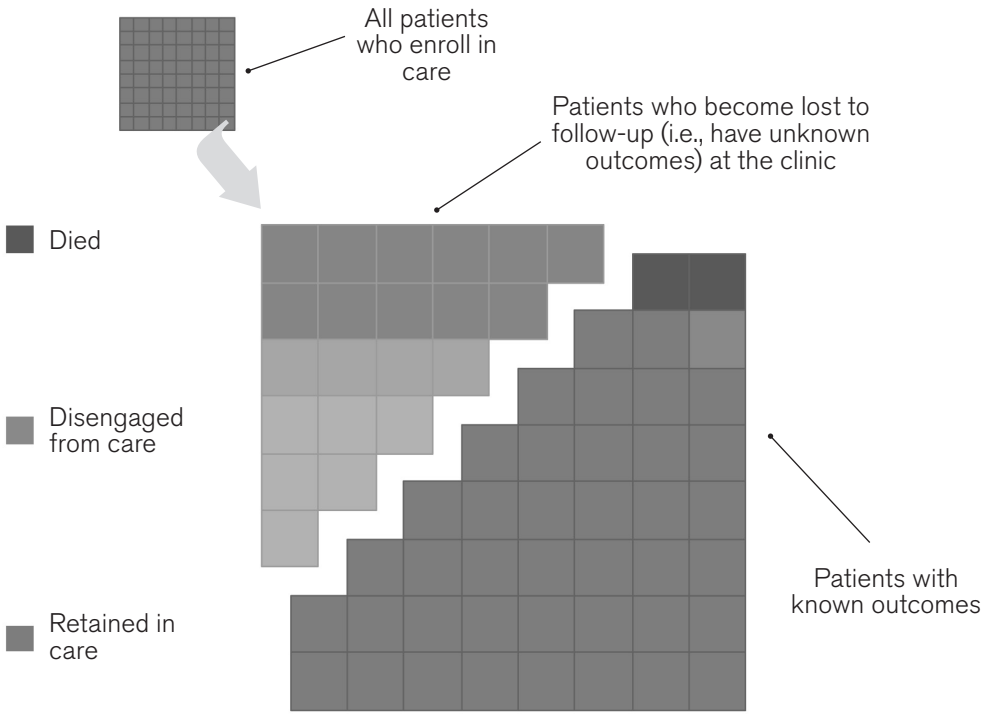 All patients
who enroll in
care
Patients who become lost to
follow-up (i.e., have unknown
outcomes) at the clinic
Died
Disengaged
from care
Patients with
known outcomes
Retained in
care